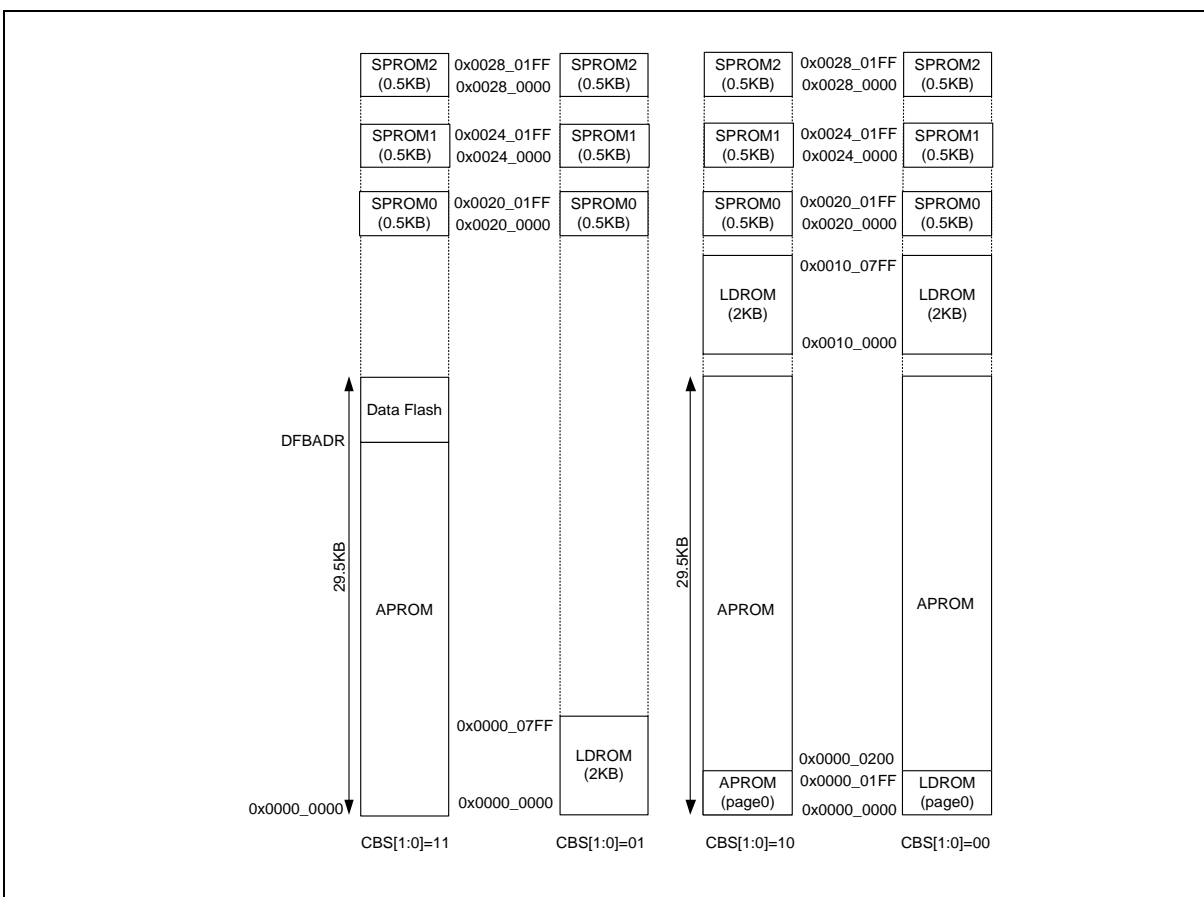 SPROM2 0x0028_01FF SPROM2 SPROM2 0x0028_01FF SPROM2
(0.5KB) 0x0028_0000 (0.5KB) (0.5KB) 0x0028_0000 (0.5KB)
SPROM1 0x0024_01FF SPROM1 SPROM1 0x0024_01FF SPROM1
(0.5KB) 0x0024_0000 (0.5KB) (0.5KB) 0x0024_0000 (0.5KB)
SPROM0 0x0020_01FF SPROM0 SPROM0 0x0020_01FF SPROM0
(0.5KB) 0x0020_0000 (0.5KB) (0.5KB) 0x0020_0000 (0.5KB)
0x0010_07FF
LDROM LDROM
(2KB) (2KB)
0x0010_0000
Data Flash
DFBADR
29.5KB 29.5KB
APROM APROM APROM
0x0000_07FF
LDROM
(2KB)
0x0000_0200
APROM 0x0000_01FF LDROM
(page0) (page0)
0x0000_0000 0x0000_0000 0x0000_0000
CBS[1:0]=11 CBS[1:0]=01 CBS[1:0]=10 CBS[1:0]=00